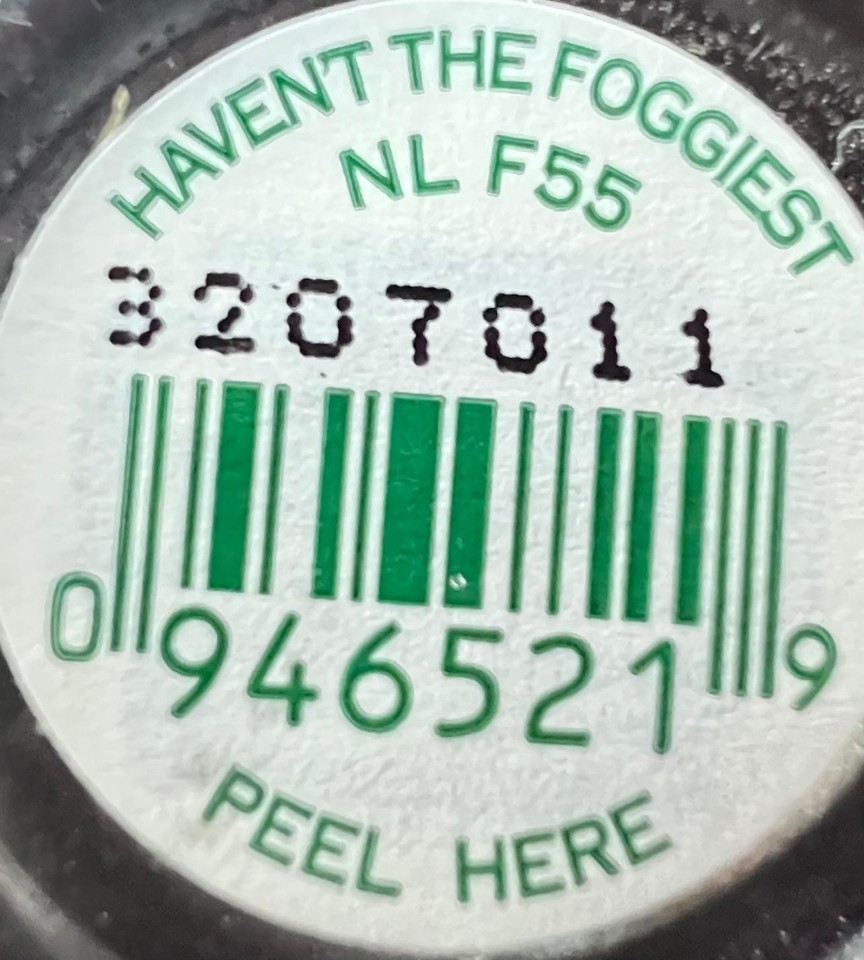 HAVEN'T THE FOGGIEST
NL F55
3207011
0 946521 9
PEEL HERE